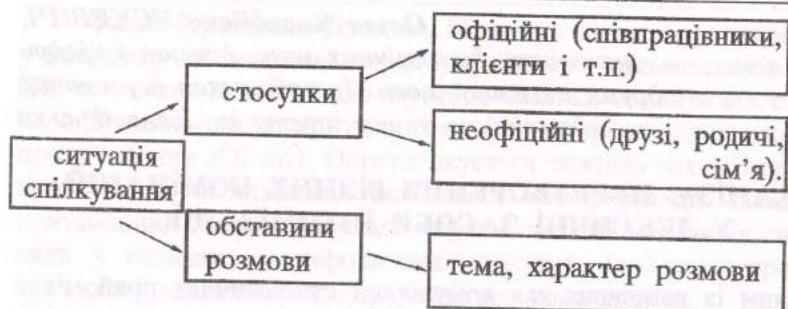 офіційні (співпрацівники,
клієнти і т.п.)
стосунки
неофіційні (друзі, родичі,
сім’я).
ситуація
спілкування
обставини
розмови
тема, характер розмови